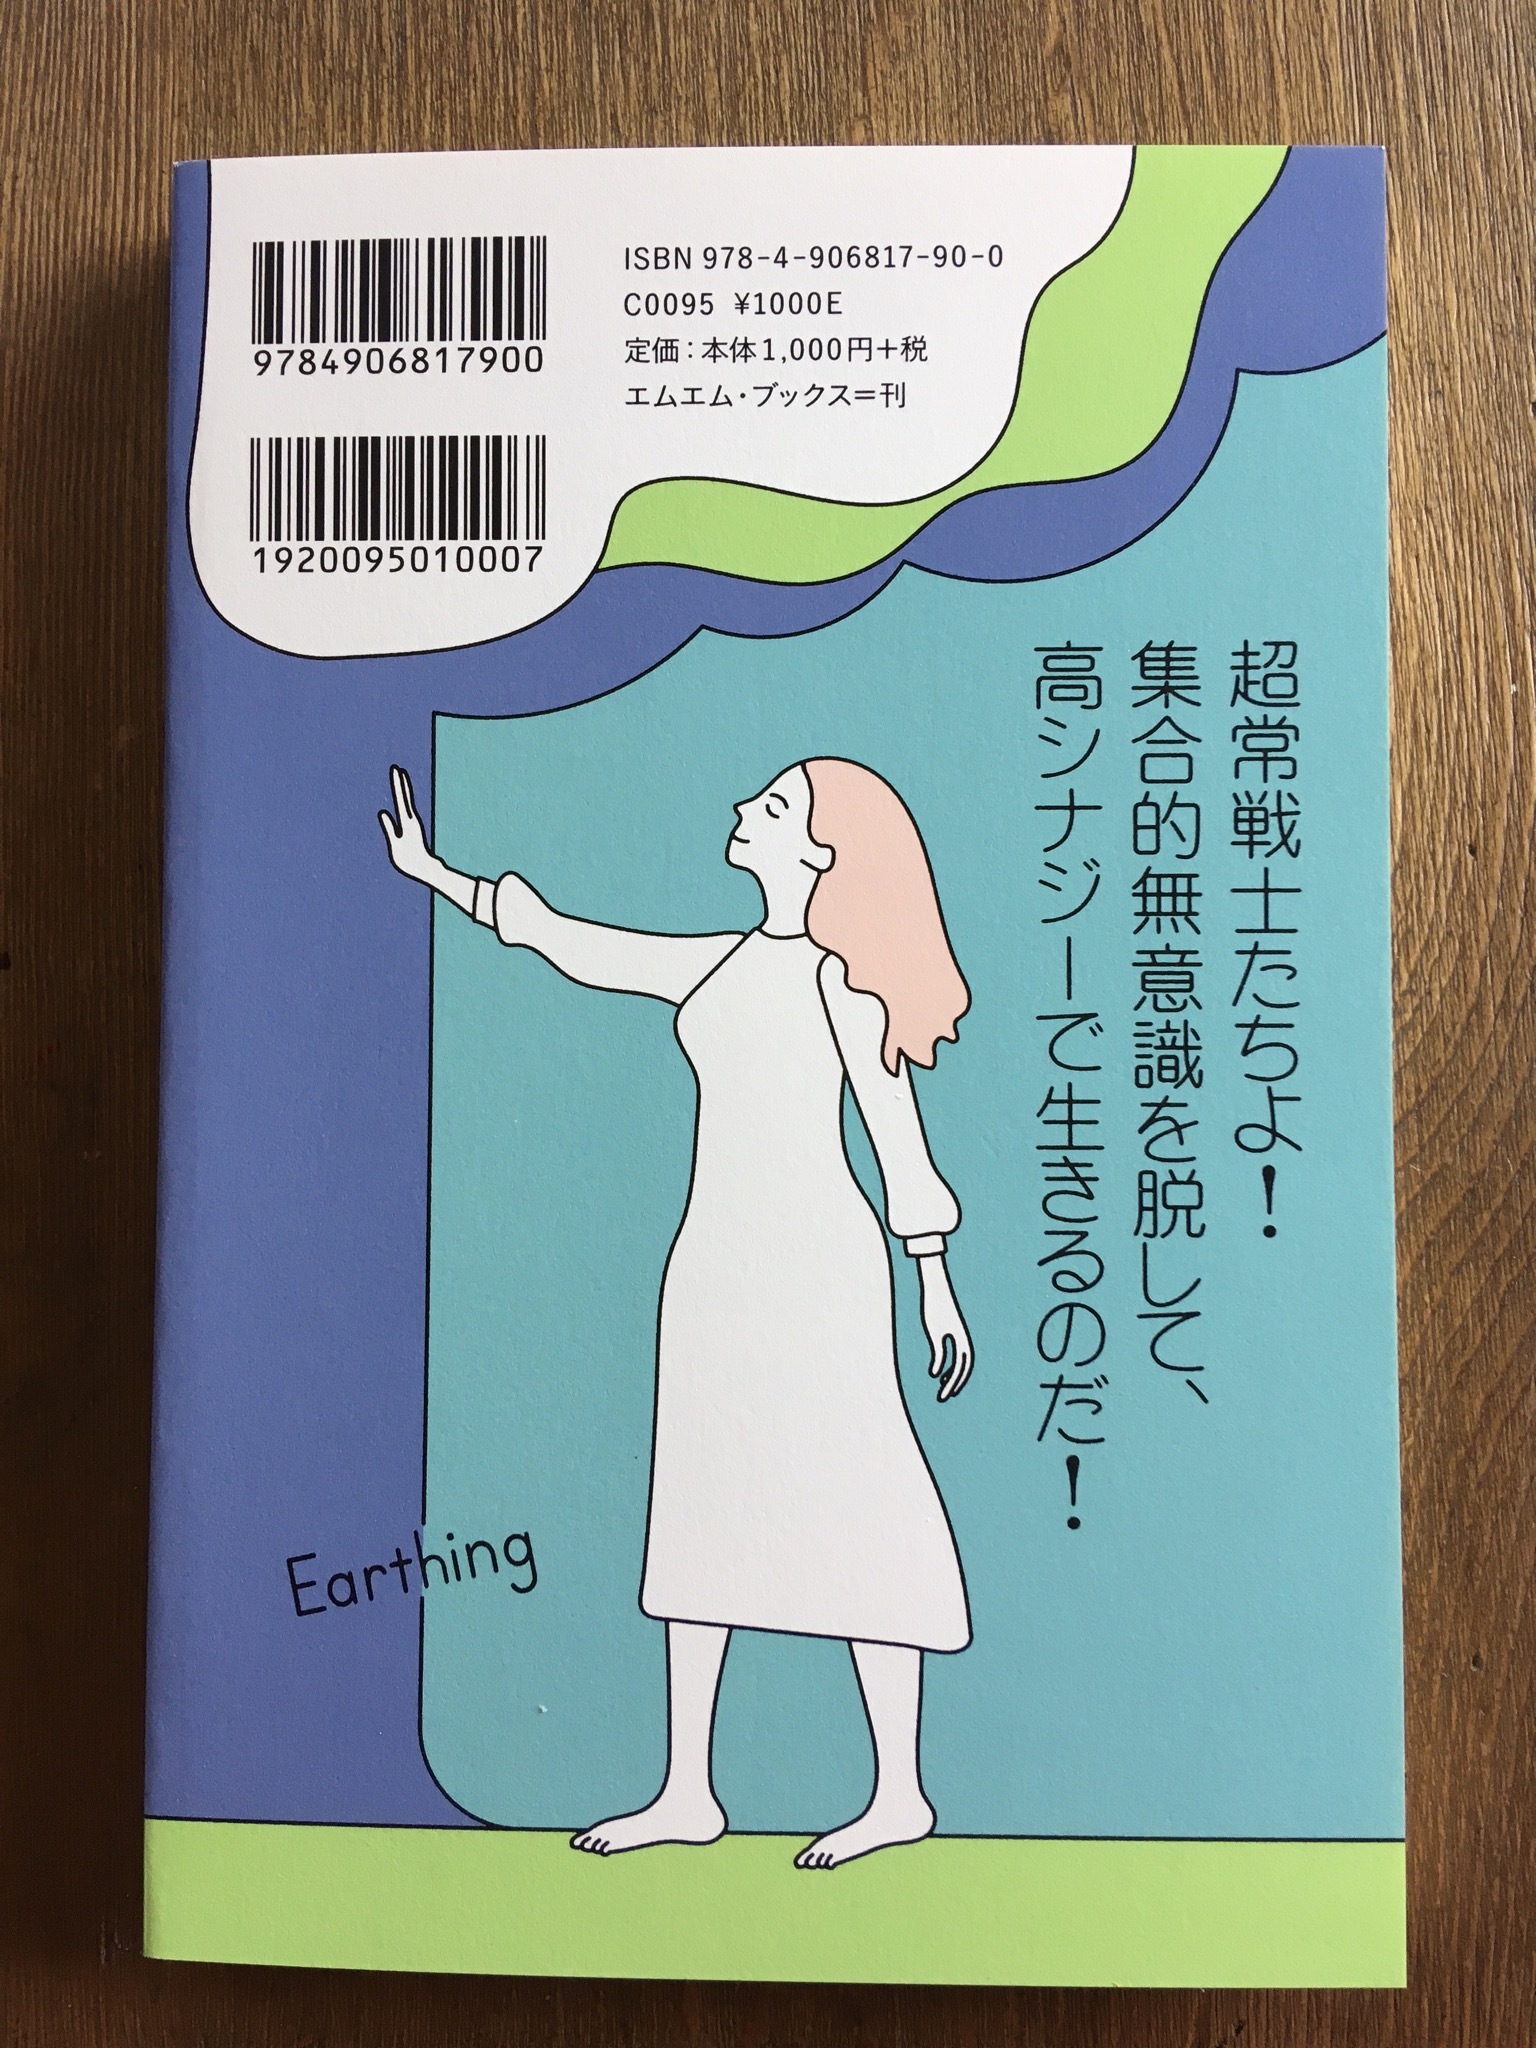 9784906817900
1920095010007
ISBN 978-4-906817-90-0
C0095 ¥1000E
定価：本体1,000円+税
エムエム・ブックス＝刊
超常戦士たちよ！
集合的無意識を脱して、
高シナジーで生きるのだ！
Earthing